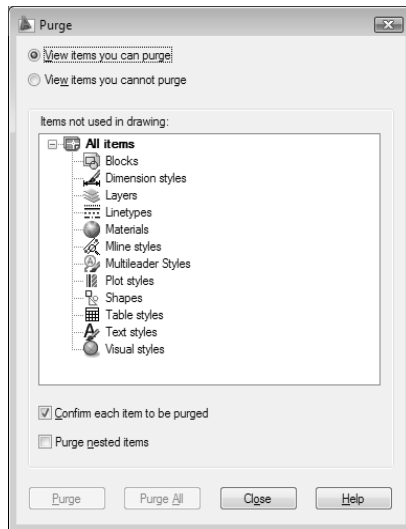 Purge
View items you can purge
View items you cannot purge
Items not used in drawing:
All items
Blocks
Dimension styles
Layers
Linetypes
Materials
Mline styles
Multileader Styles
Plot styles
Shapes
Table styles
Text styles
Visual styles
Confirm each item to be purged
Purge nested items
Purge Purge All Close Help